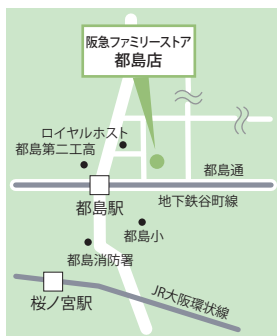 阪急ファミリーストア
都島店
ロイヤルホスト
都島第二工高
都島通
地下鉄谷町線
都島駅
都島小
都島消防署
桜ノ宮駅
JR大阪環状線